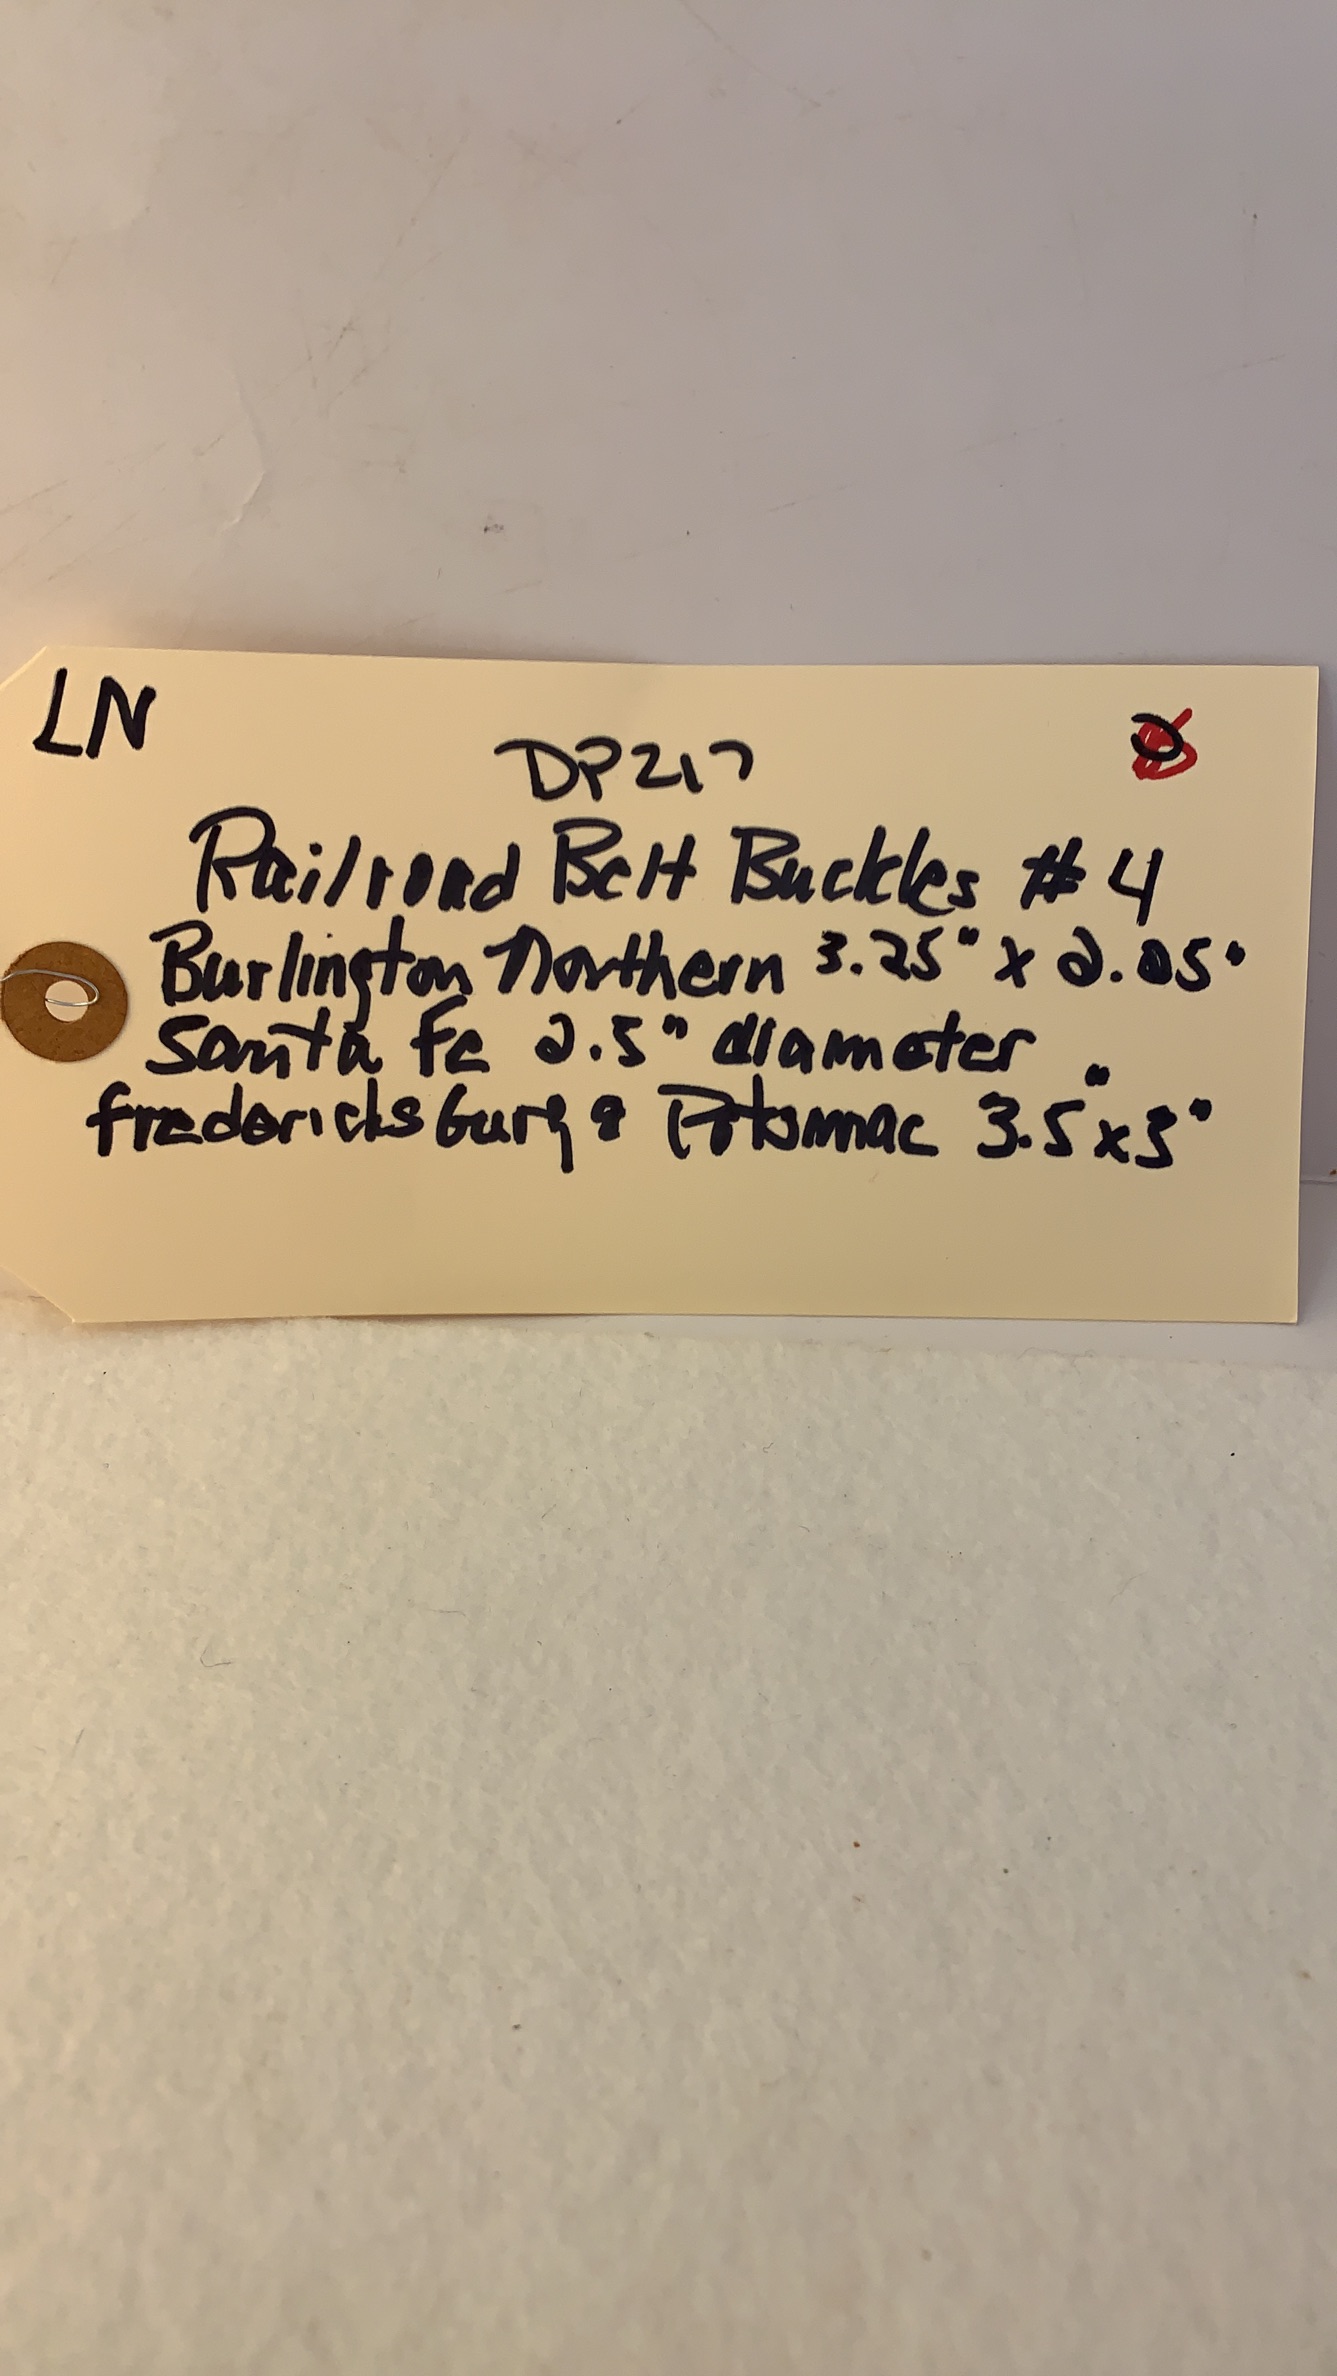 LN
DP217
Railroad Belt Buckles #4
Burlington Northern 3.25" x 2.05"
Santa Fe 2.5" diameter
Fredericksburg & Potomac 3.5" x 3"